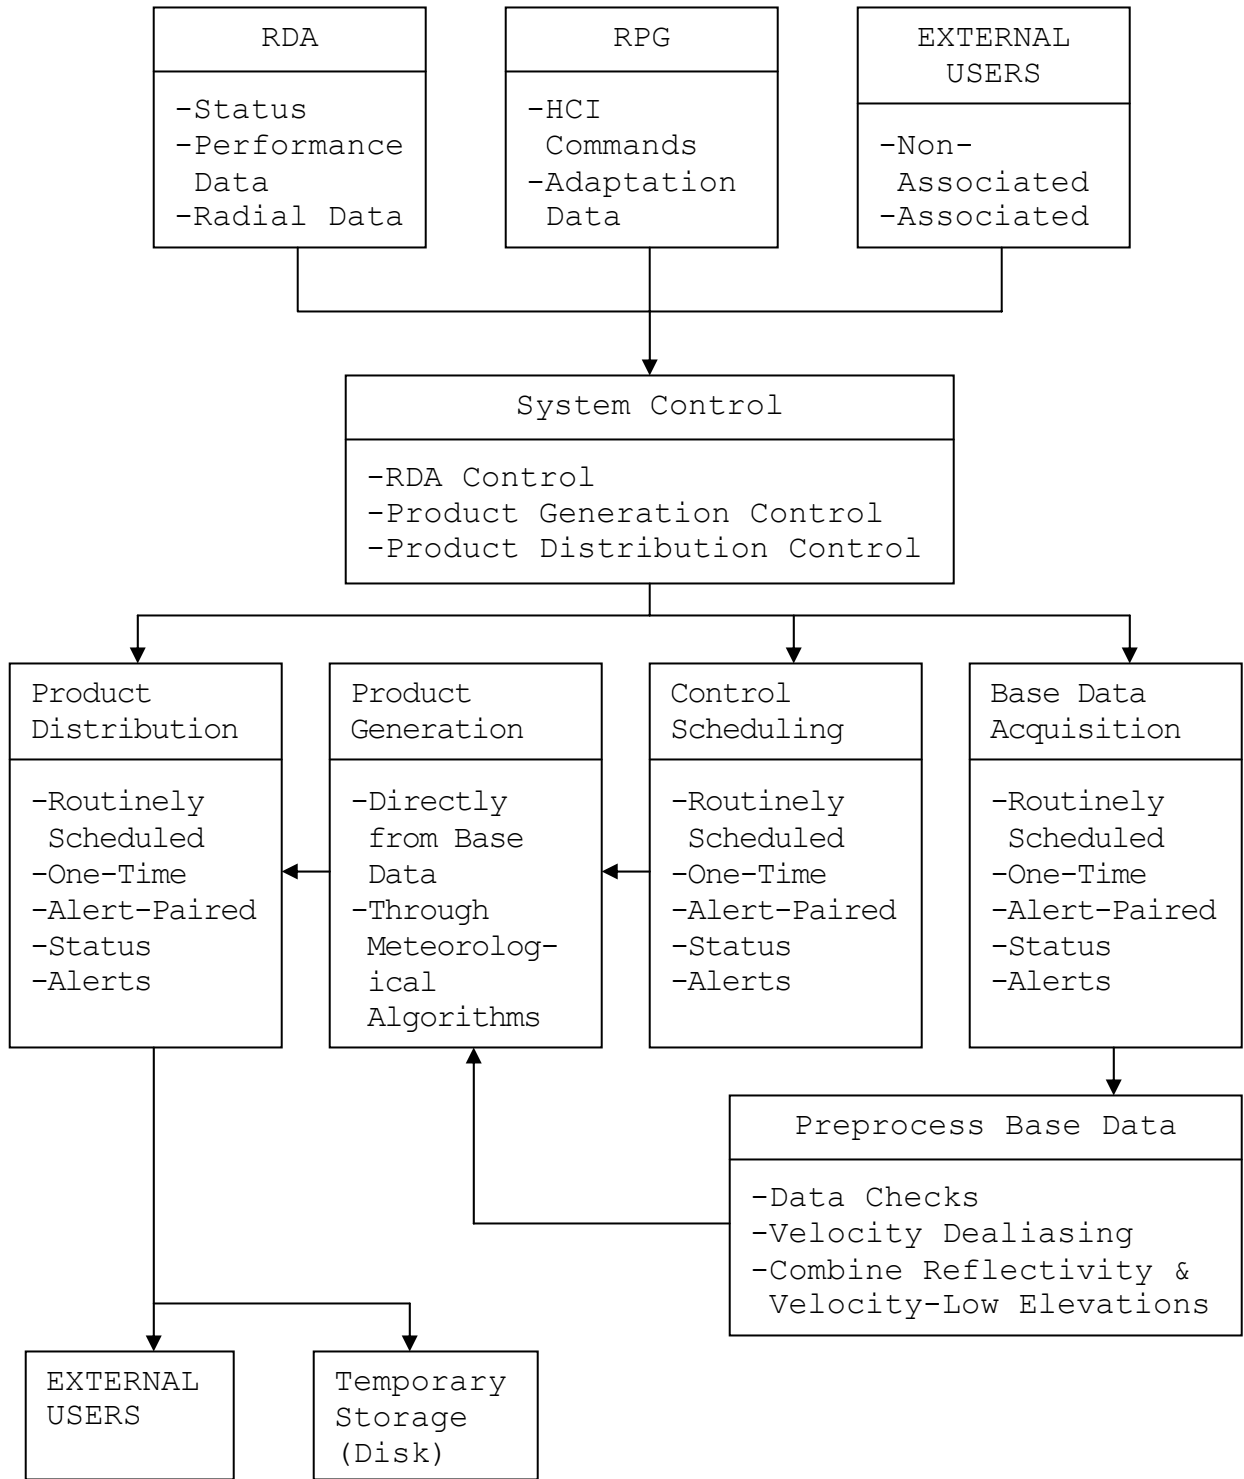 RDA
-Status
-Performance
Data
-Radial Data
RPG
-HCI
Commands
-Adaptation
Data
EXTERNAL
USERS
-Non-
Associated
-Associated
System Control
-RDA Control
-Product Generation Control
-Product Distribution Control
Product
Distribution
-Routinely
Scheduled
-One-Time
-Alert-Paired
-Status
-Alerts
Product
Generation
-Directly
from Base
Data
-Through
Meteorolog-
ical
Algorithms
Control
Scheduling
-Routinely
Scheduled
-One-Time
-Alert-Paired
-Status
-Alerts
Base Data
Acquisition
-Routinely
Scheduled
-One-Time
-Alert-Paired
-Status
-Alerts
Preprocess Base Data
-Data Checks
-Velocity Dealiasing
-Combine Reflectivity &
Velocity-Low Elevations
EXTERNAL
USERS
Temporary
Storage
(Disk)